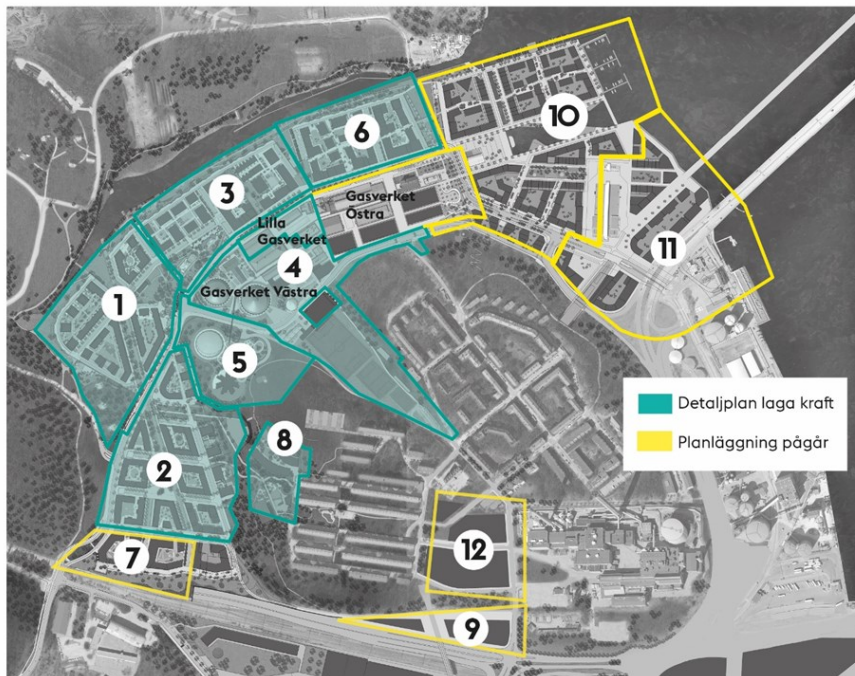 10
6
3
Gasverket
Östra
Lilla
Gasverket
4
11
Gasverket Västra
1
5
Detaljplan laga kraft
Planläggning pågår
8
2
12
7
9